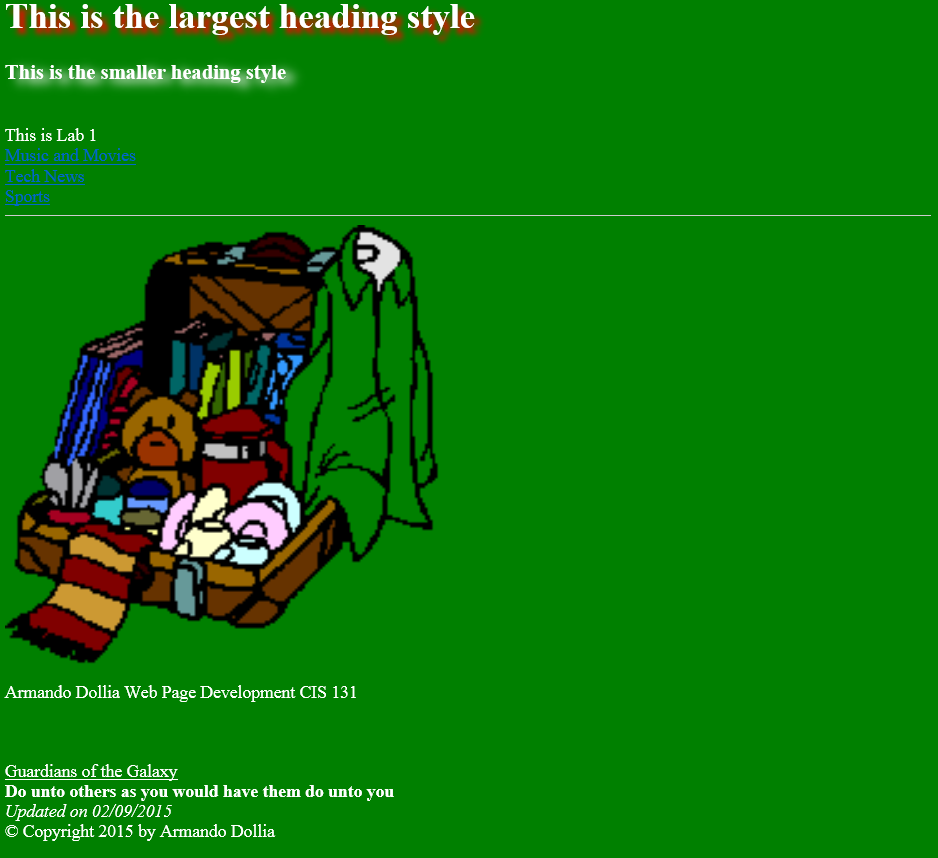 This is the largest heading style
This is the smaller heading style
This is Lab 1
Music and Movies
Tech News
Sports
Armando Dollia Web Page Development CIS 131
Guardians of the Galaxy
Do unto others as you would have them do unto you
Updated on 02/09/2015
© Copyright 2015 by Armando Dollia